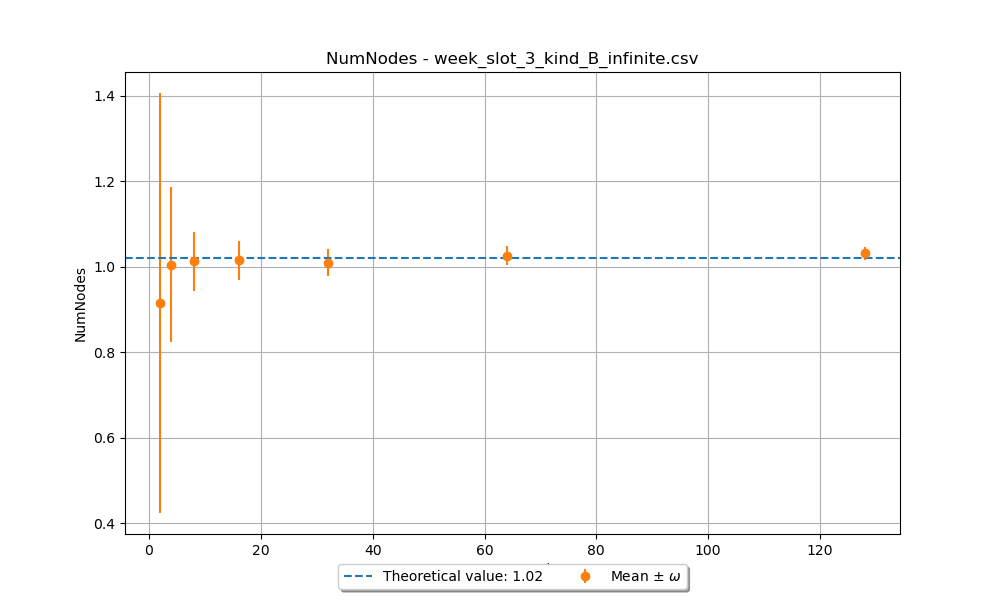 NumNodes - week_slot_3_kind_B_infinite.csv
1.4
1.2
1.0
0.8
0.6
0.4
NumNodes
0 20 40 60 80 100 120
Theoretical value: 1.02 Mean ± ω